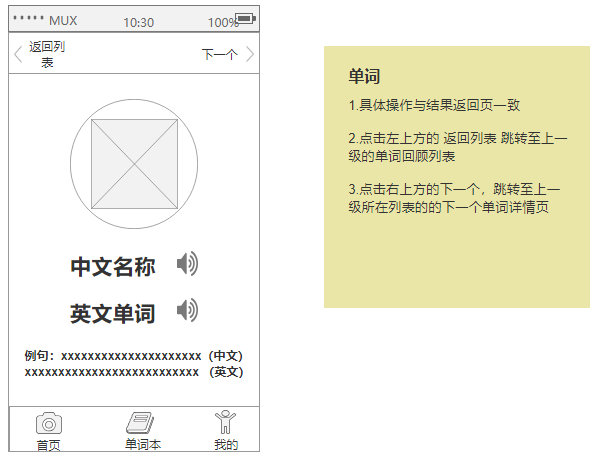 MUX 10:30 100%
返回列
表
下一个
中文名称
英文单词
例句：xxxxxxxxxxxxxxxxxxxxx（中文）
xxxxxxxxxxxxxxxxxxxxxxxxxx （英文）
首页 单词本 我的
单词
1.具体操作与结果返回页一致
2.点击左上方的 返回列表 跳转至上一
级的单词回顾列表
3.点击右上方的下一个，跳转至上一
级所在列表的的下一个单词详情页